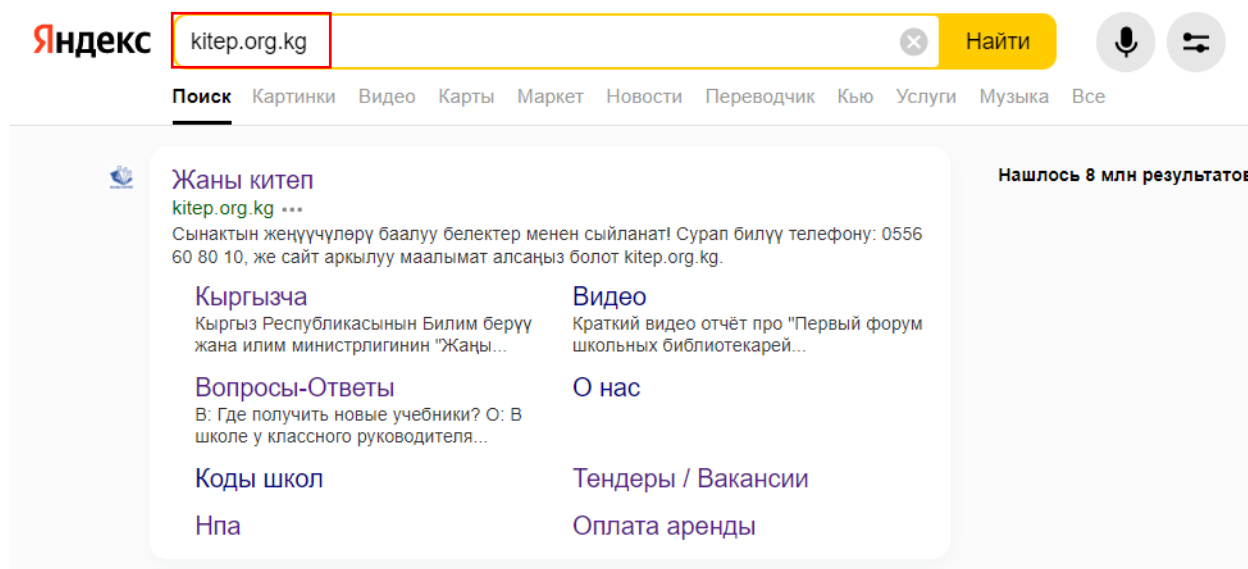 Яндекс kitep.org.kg Найти
Поиск Картинки Видео Карты Маркет Новости Переводчик Кью Услуги Музыка Все
Жаны китеп
Нашлось 8 млн результатов
kitep.org.kg
Сынактын жеңүүчүлөрү баалуу белектер менен сыйланат! Сурап билүү телефону: 0556
60 80 10, же сайт аркылуу маалымат алсаңыз болот kitep.org.kg.
Кыргызча
Кыргыз Республикасынын Билим берүү
жана илим министрлигинин "Жаңы...
Видео
Краткий видео отчёт про "Первый форум
школьных библиотекарей...
Вопросы-Ответы
В: Где получить новые учебники? О: В
школе у классного руководителя...
О нас
Коды школ
Тендеры / Вакансии
Нпа
Оплата аренды